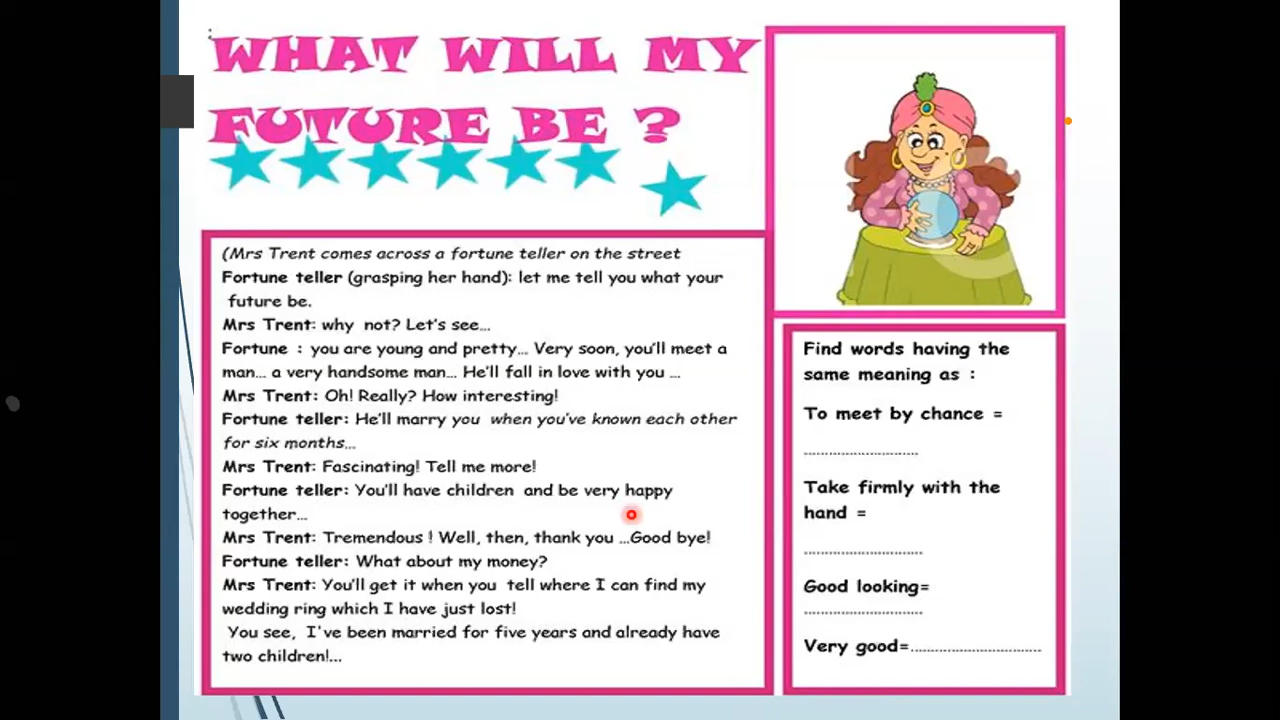 :
WHAT WILL MY
FUTURE BE ?
(Mrs Trent comes across a fortune teller on the street
Fortune teller (grasping her hand): let me tell you what your
future be.
Mrs Trent: why not? Let's see...
Fortune : you are young and pretty... Very soon, you'll meet a
man... a very handsome man... He'll fall in love with you ...
Mrs Trent: Oh! Really? How interesting!
Fortune teller: He'll marry you when you've known each other
for six months...
Mrs Trent: Fascinating! Tell me more!
Fortune teller: You'll have children and be very happy
together...
Mrs Trent: Tremendous ! Well, then, thank you ...Good bye!
Fortune teller: What about my money?
Mrs Trent: You'll get it when you tell where I can find my
wedding ring which I have just lost!
You see, I've been married for five years and already have
two children!...
Find words having the
same meaning as :
To meet by chance =
..............................
Take firmly with the
hand =
...............................
Good looking=
...............................
Very good=..................................